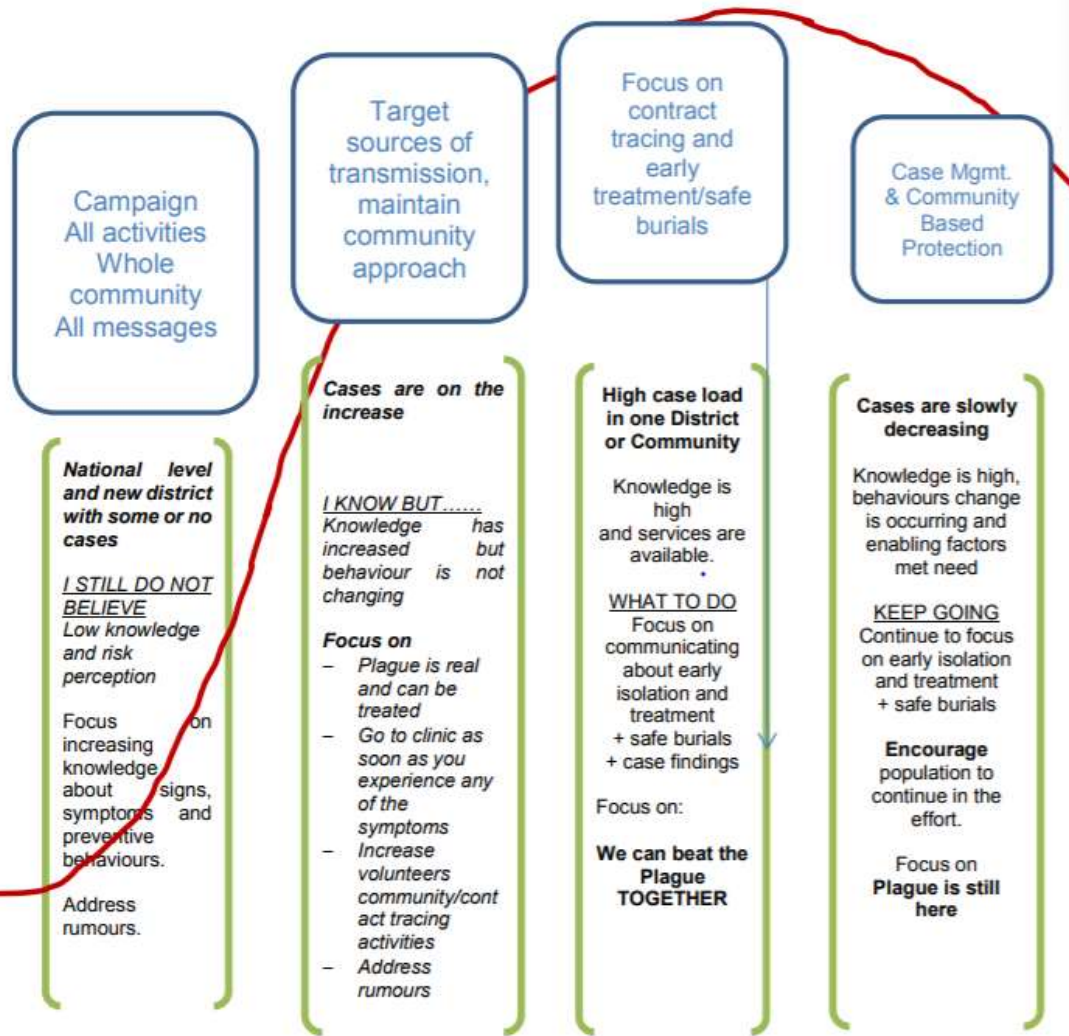 Campaign
All activities
Whole
community
All messages
Target
sources of
transmission,
maintain
community
approach
Focus on
contract
tracing and
early
treatment/safe
burials
Case Mgmt.
& Community
Based
Protection
National level
and new district
with some or no
cases
I STILL DO NOT
BELIEVE
Low knowledge
and risk
perception
Focus on
increasing
knowledge
about signs,
symptoms and
preventive
behaviours.
Address
rumours.
Cases are on the
increase
I KNOW BUT......
Knowledge has
increased but
behaviour is not
changing
Focus on
– Plague is real
and can be
treated
– Go to clinic as
soon as you
experience any
of the
symptoms
– Increase
volunteers
community/cont
act tracing
activities
– Address
rumours
High case load
in one District
or Community
Knowledge is
high
and services are
available.
WHAT TO DO
Focus on
communicating
about early
isolation and
treatment
+ safe burials
+ case findings
Focus on:
We can beat the
Plague
TOGETHER
Cases are slowly
decreasing
Knowledge is high,
behaviours change
is occurring and
enabling factors
met need
KEEP GOING
Continue to focus
on early isolation
and treatment
+ safe burials
Encourage
population to
continue in the
effort.
Focus on
Plague is still
here